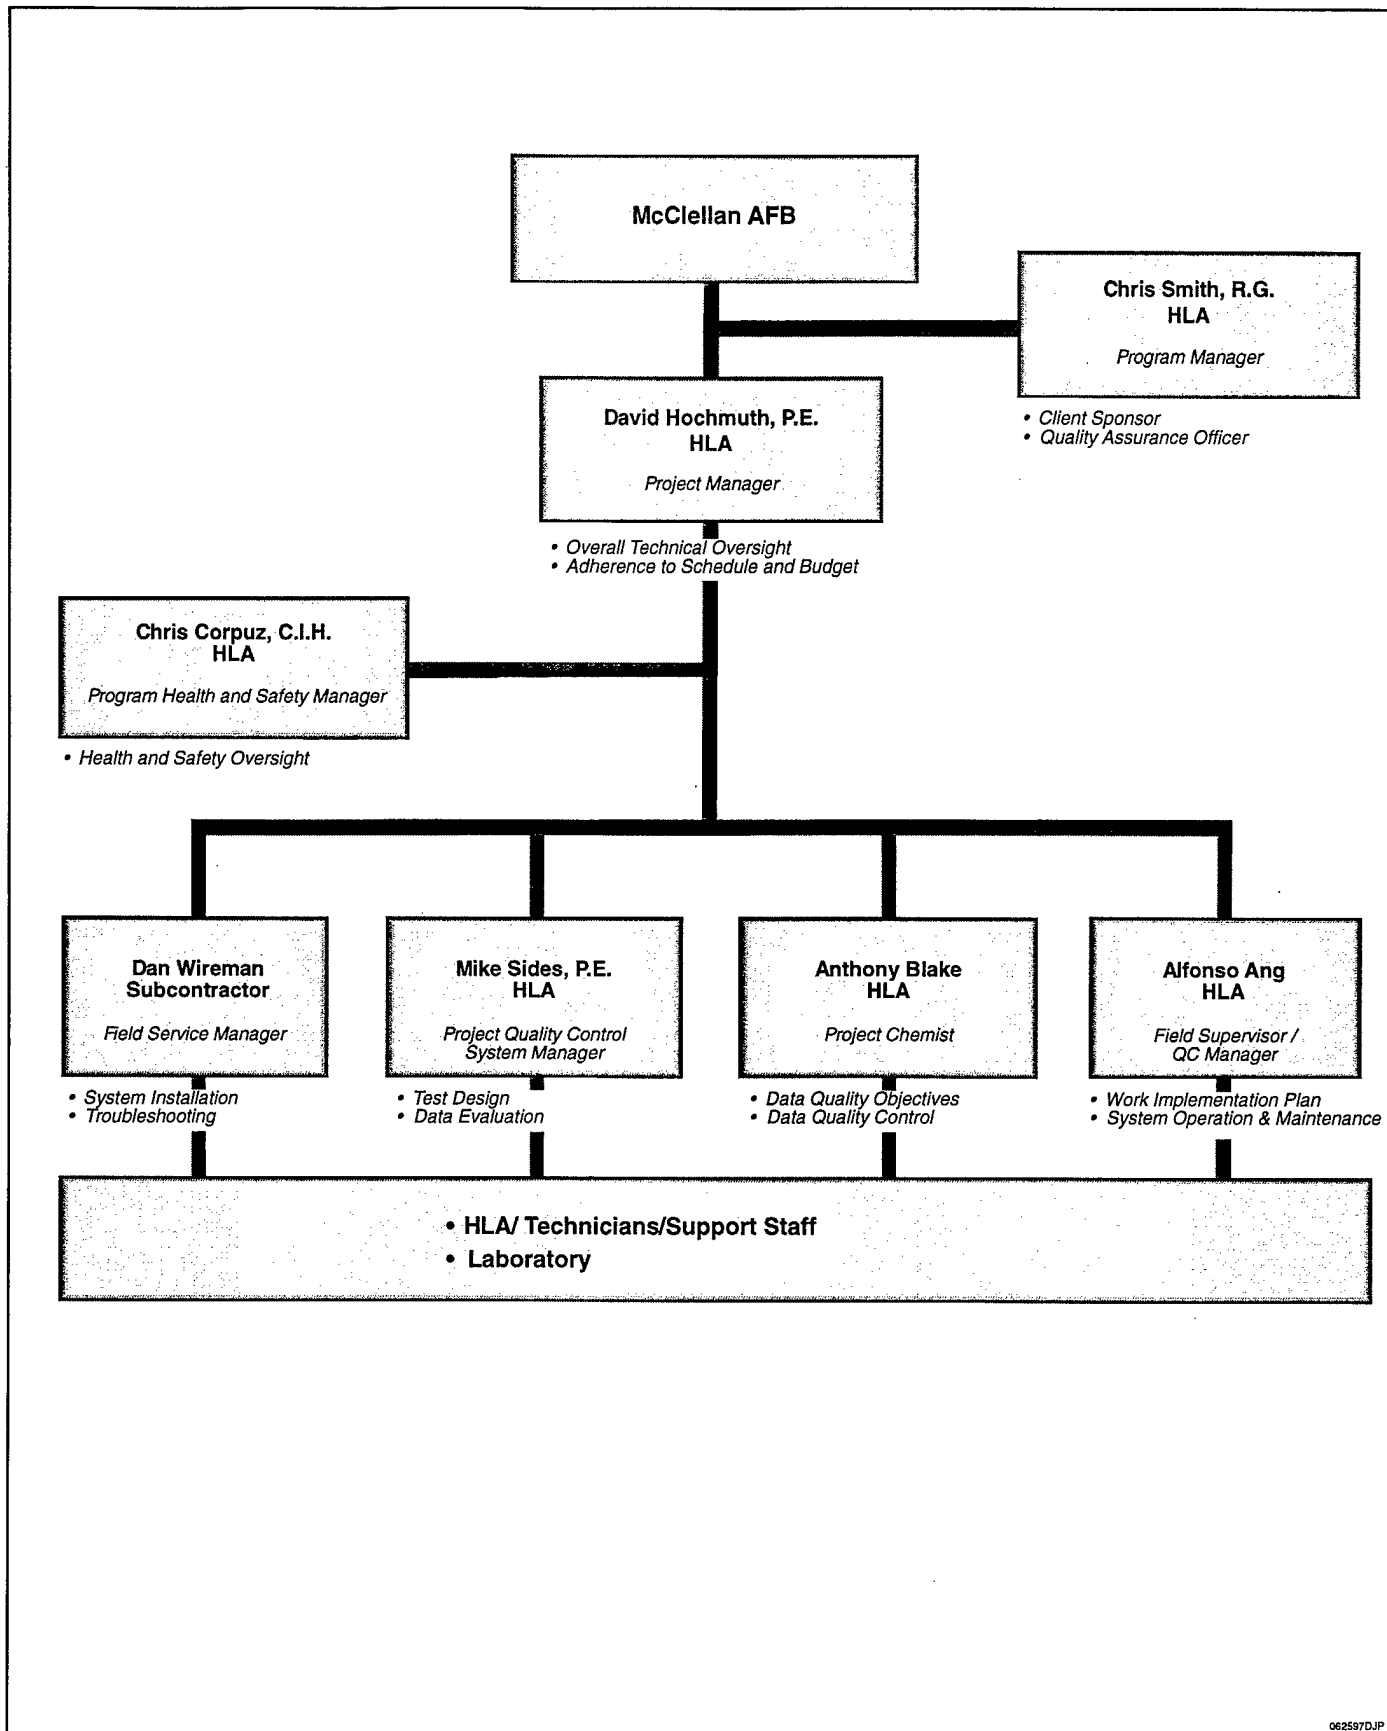 McClellan AFB
Chris Smith, R.G.
HLA
Program Manager
• Client Sponsor
• Quality Assurance Officer
David Hochmuth, P.E.
HLA
Project Manager
• Overall Technical Oversight
• Adherence to Schedule and Budget
Chris Corpuz, C.I.H.
HLA
Program Health and Safety Manager
• Health and Safety Oversight
Dan Wireman
Subcontractor
Field Service Manager
• System Installation
• Troubleshooting
Mike Sides, P.E.
HLA
Project Quality Control
System Manager
• Test Design
• Data Evaluation
Anthony Blake
HLA
Project Chemist
• Data Quality Objectives
• Data Quality Control
Alfonso Ang
HLA
Field Supervisor /
QC Manager
• Work Implementation Plan
• System Operation & Maintenance
• HLA/ Technicians/Support Staff
• Laboratory
062597DJP